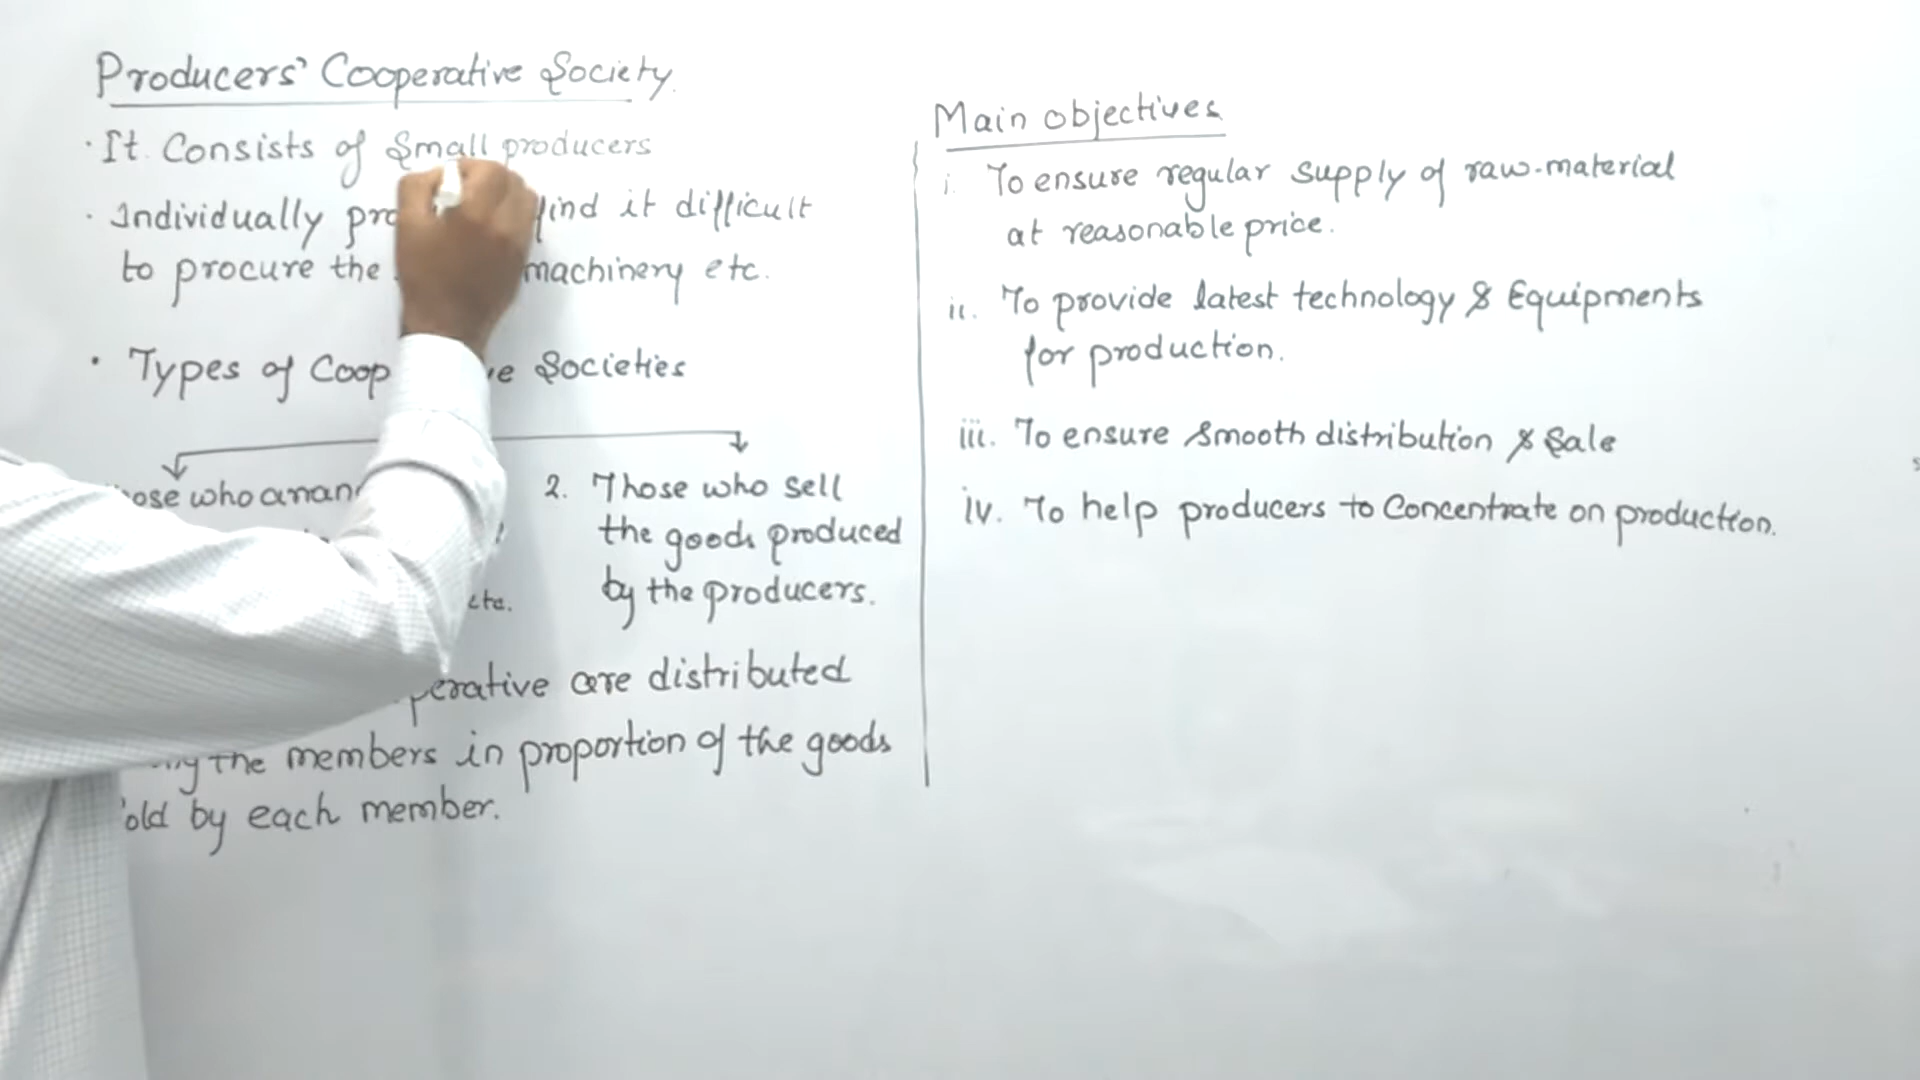 Producers' Cooperative Society
· It Consists of Small producers
· Individually find it difficult
to procure the machinery etc.
· Types of Societies
who
etc.
2. Those who sell
the goods produced
by the producers.
are distributed
the members in proportion of the goods
by each member.
Main objectives
i. To ensure regular supply of raw-material
at reasonable price.
ii. To provide latest technology & Equipments
for production.
iii. To ensure smooth distribution & Sale
iv. To help producers to Concentrate on production.